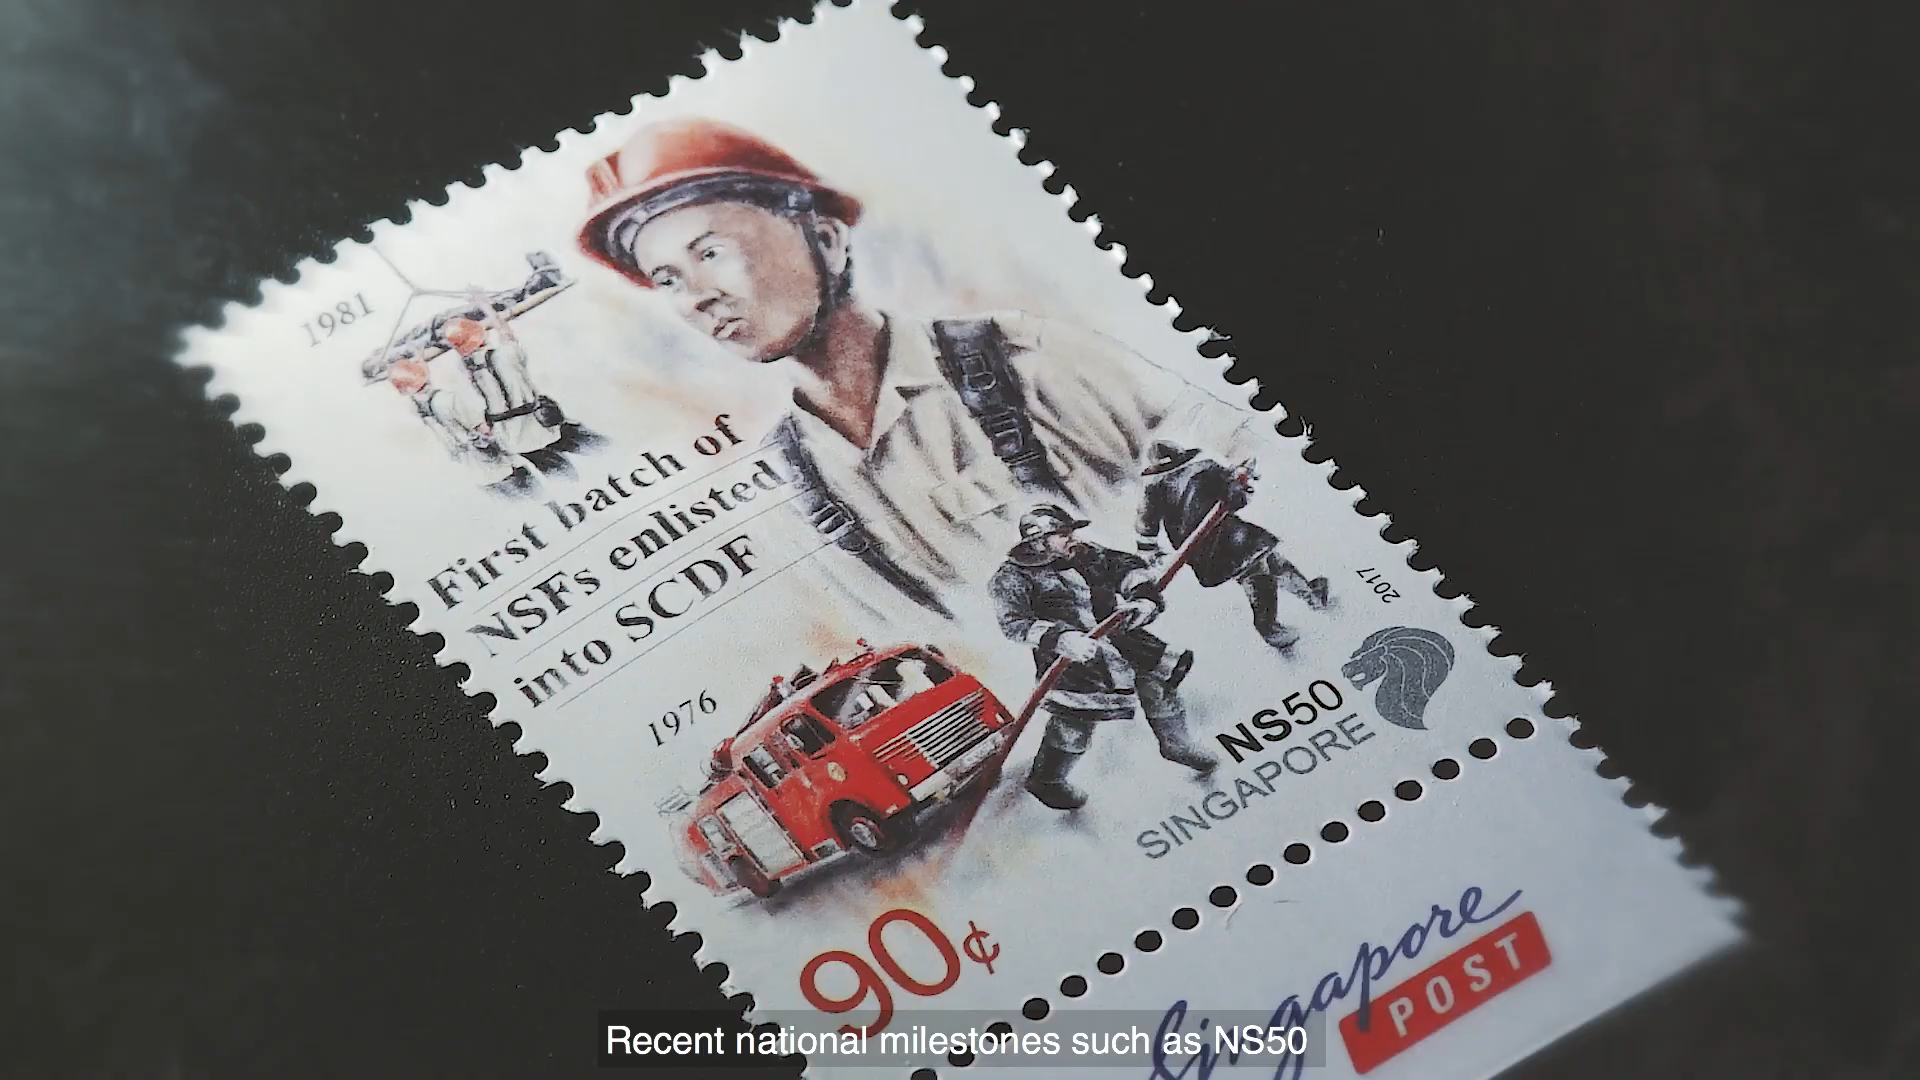 1981
First batch of
NSFs enlisted
into SCDF
1976
2017
NS50
SINGAPORE
90¢
Singapore
POST
Recent national milestones such as NS50